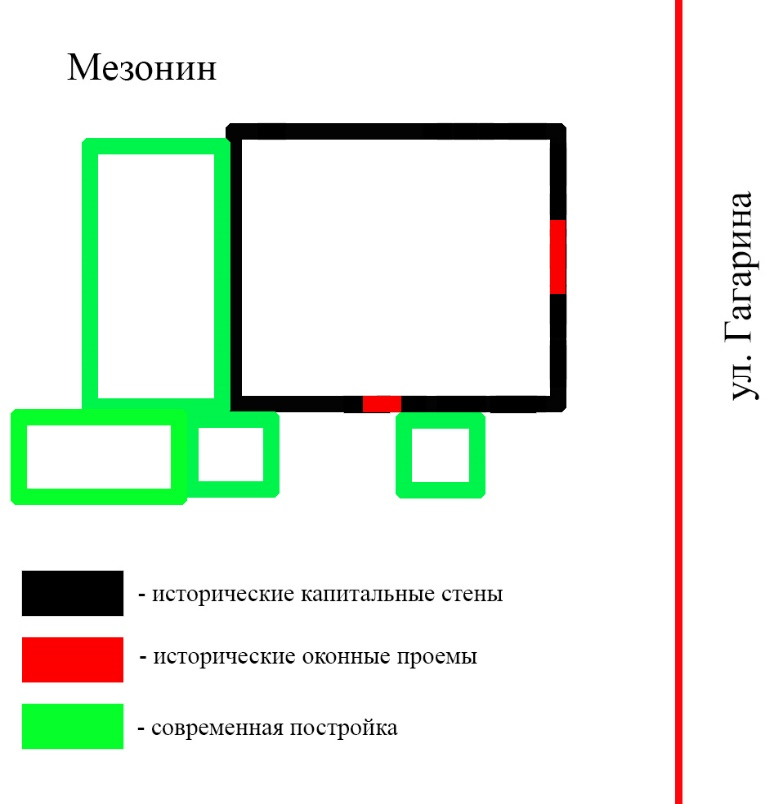 Мезонин
ул. Гагарина
- исторические капитальные стены
- исторические оконные проемы
- современная постройка